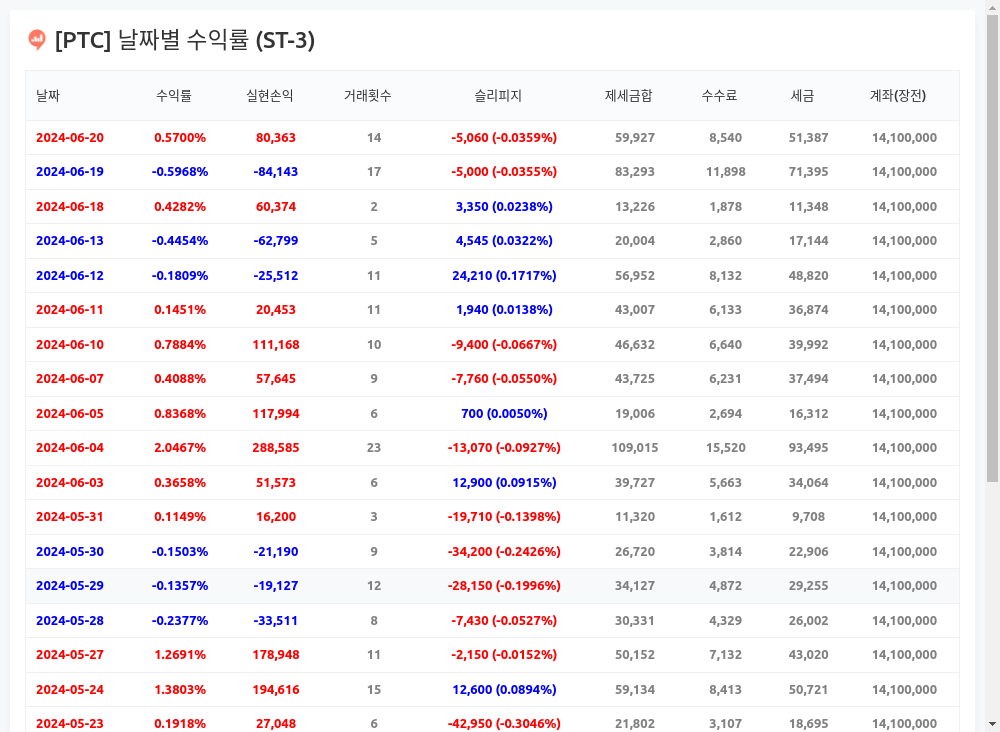 [PTC] 날짜별 수익률 (ST-3)
날짜 수익률 실현손익 거래횟수 슬리피지 제세금합 수수료 세금 계좌(장전)
2024-06-20 0.5700% 80,363 14 -5,060 (-0.0359%) 59,927 8,540 51,387 14,100,000
2024-06-19 -0.5968% -84,143 17 -5,000 (-0.0355%) 83,293 11,898 71,395 14,100,000
2024-06-18 0.4282% 60,374 2 3,350 (0.0238%) 13,226 1,878 11,348 14,100,000
2024-06-13 -0.4454% -62,799 5 4,545 (0.0322%) 20,004 2,860 17,144 14,100,000
2024-06-12 -0.1809% -25,512 11 24,210 (0.1717%) 56,952 8,132 48,820 14,100,000
2024-06-11 0.1451% 20,453 11 1,940 (0.0138%) 43,007 6,133 36,874 14,100,000
2024-06-10 0.7884% 111,168 10 -9,400 (-0.0667%) 46,632 6,640 39,992 14,100,000
2024-06-07 0.4088% 57,645 9 -7,760 (-0.0550%) 43,725 6,231 37,494 14,100,000
2024-06-05 0.8368% 117,994 6 700 (0.0050%) 19,006 2,694 16,312 14,100,000
2024-06-04 2.0467% 288,585 23 -13,070 (-0.0927%) 109,015 15,520 93,495 14,100,000
2024-06-03 0.3658% 51,573 6 12,900 (0.0915%) 39,727 5,663 34,064 14,100,000
2024-05-31 0.1149% 16,200 3 -19,710 (-0.1398%) 11,320 1,612 9,708 14,100,000
2024-05-30 -0.1503% -21,190 9 -34,200 (-0.2426%) 26,720 3,814 22,906 14,100,000
2024-05-29 -0.1357% -19,127 12 -28,150 (-0.1996%) 34,127 4,872 29,255 14,100,000
2024-05-28 -0.2377% -33,511 8 -7,430 (-0.0527%) 30,331 4,329 26,002 14,100,000
2024-05-27 1.2691% 178,948 11 -2,150 (-0.0152%) 50,152 7,132 43,020 14,100,000
2024-05-24 1.3803% 194,616 15 12,600 (0.0894%) 59,134 8,413 50,721 14,100,000
2024-05-23 0.1918% 27,048 6 -42,950 (-0.3046%) 21,802 3,107 18,695 14,100,000